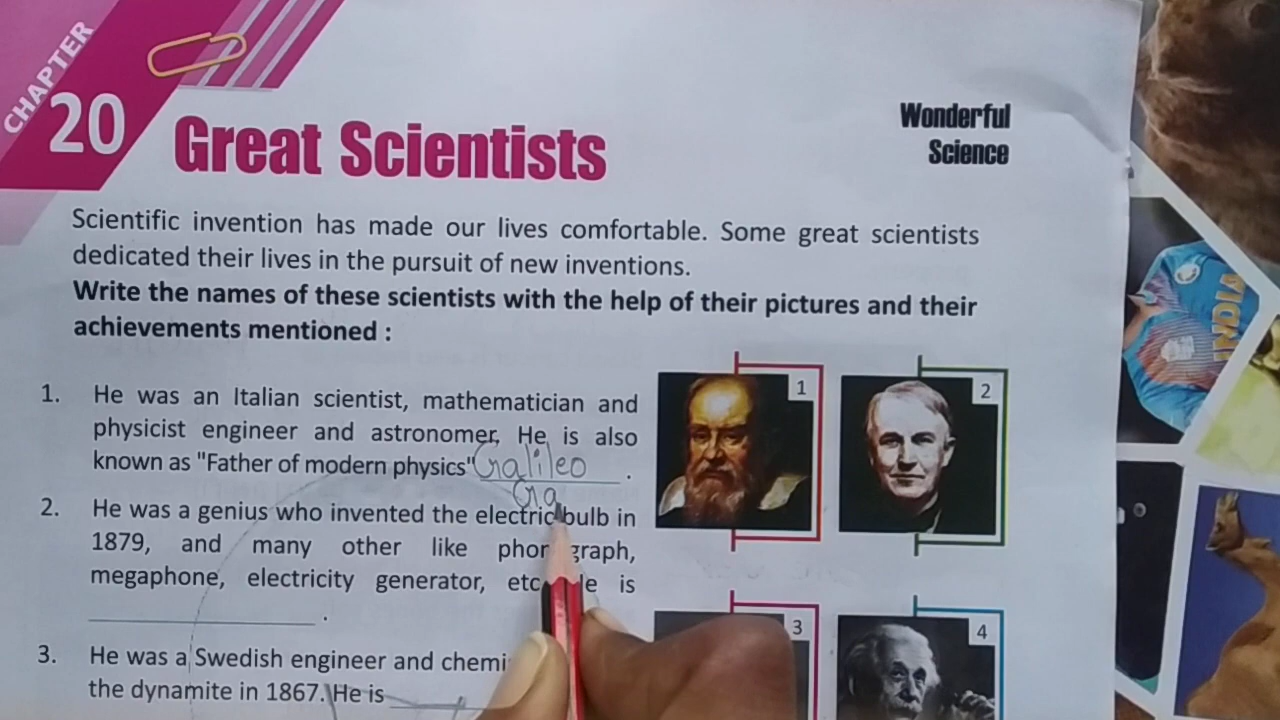 CHAPTER
20
Great Scientists
Wonderful
Science
Scientific invention has made our lives comfortable. Some great scientists
dedicated their lives in the pursuit of new inventions.
Write the names of these scientists with the help of their pictures and their
achievements mentioned :
1. He was an Italian scientist, mathematician and
physicist engineer and astronomer, He is also
known as "Father of modern physics" Galileo .
Ga
2. He was a genius who invented the electric bulb in
1879, and many other like
megaphone, electricity generator, etc is
.
3. He was a Swedish engineer and
the dynamite in 1867. He is
1
2
3
4
INDIA